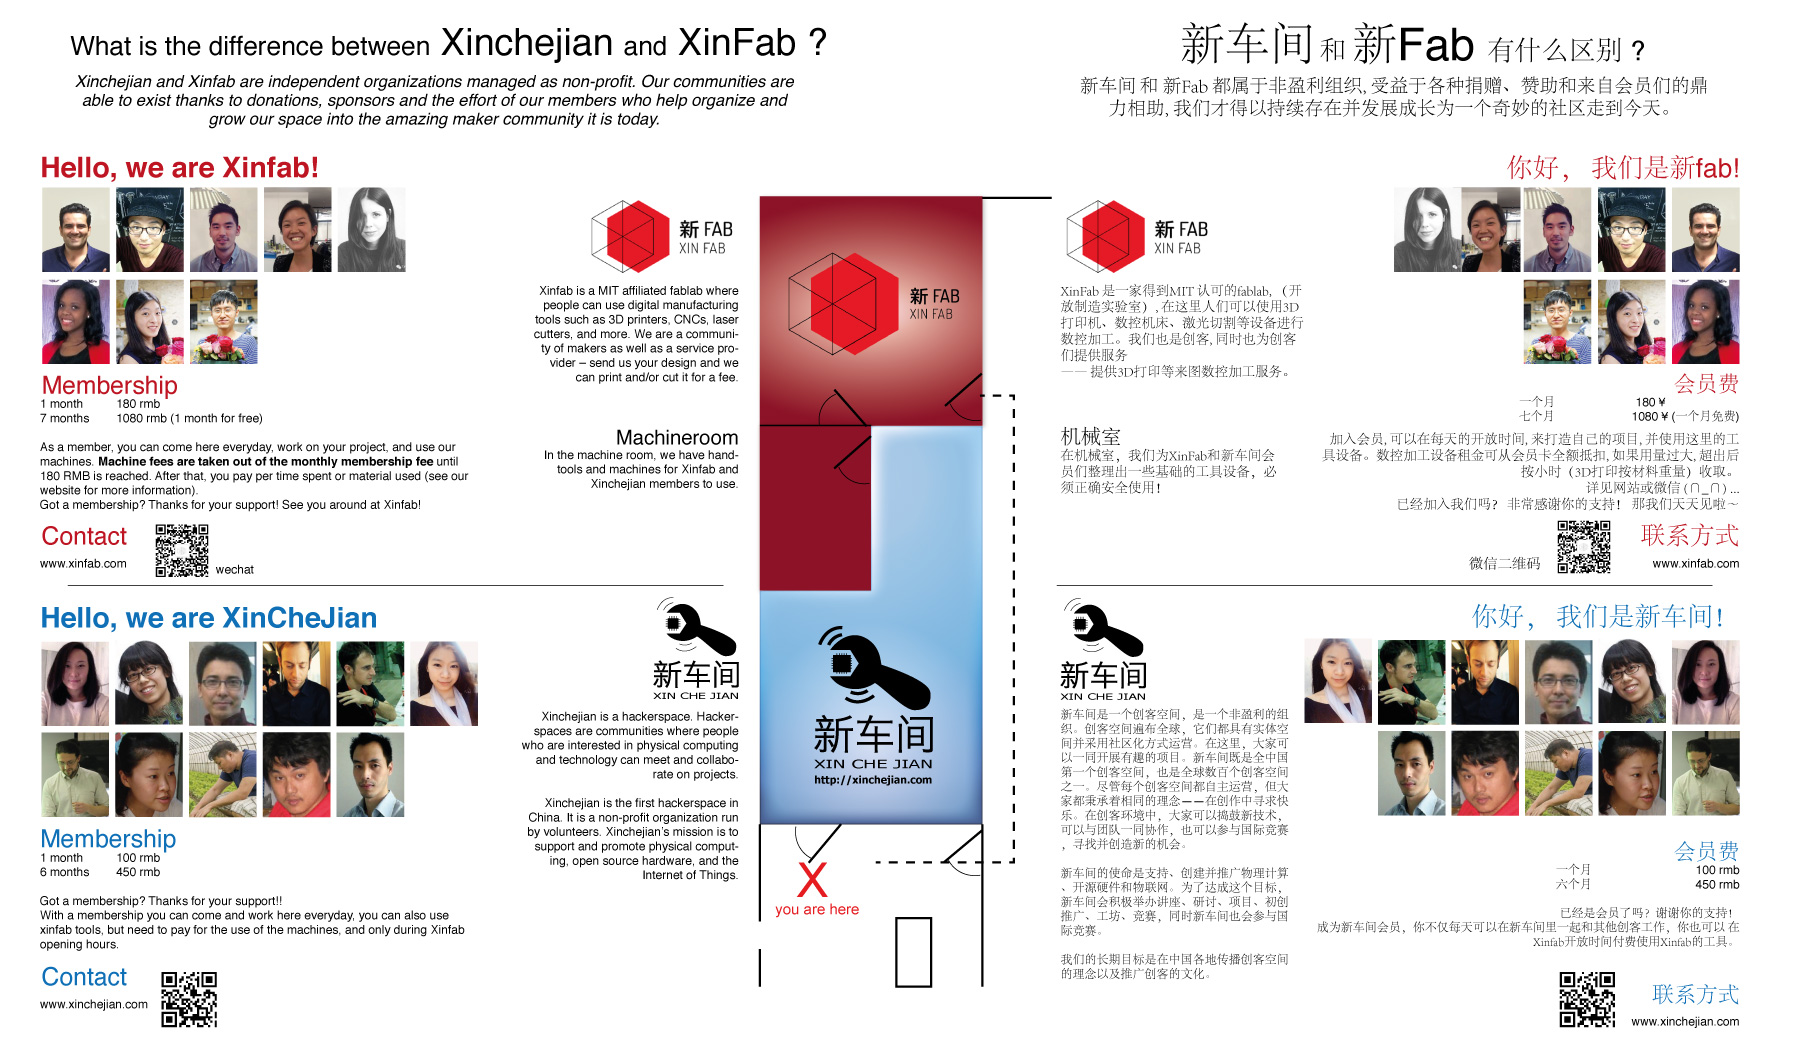 What is the difference between Xinchejian and XinFab ?
Xinchejian and Xinfab are independent organizations managed as non-profit. Our communities are
able to exist thanks to donations, sponsors and the effort of our members who help organize and
grow our space into the amazing maker community it is today.
新车间 和 新Fab 有什么区别 ?
新车间 和 新Fab 都属于非盈利组织, 受益于各种捐赠、赞助和来自会员们的鼎
力相助, 我们才得以持续存在并发展成长为一个奇妙的社区走到今天。
Hello, we are Xinfab!
Membership
1 month 180 rmb
7 months 1080 rmb (1 month for free)
As a member, you can come here everyday, work on your project, and use our
machines. Machine fees are taken out of the monthly membership fee until
180 RMB is reached. After that, you pay per time spent or material used (see our
website for more information).
Got a membership? Thanks for your support! See you around at Xinfab!
Contact
www.xinfab.com
wechat
新 FAB
XIN FAB
Xinfab is a MIT affiliated fablab where
people can use digital manufacturing
tools such as 3D printers, CNCs, laser
cutters, and more. We are a communi-
ty of makers as well as a service pro-
vider – send us your design and we
can print and/or cut it for a fee.
Machineroom
In the machine room, we have hand-
tools and machines for Xinfab and
Xinchejian members to use.
新 FAB
XIN FAB
新 FAB
XIN FAB
XinFab 是一家得到MIT 认可的fablab, （开
放制造实验室）, 在这里人们可以使用3D
打印机、数控机床、激光切割等设备进行
数控加工。我们也是创客, 同时也为创客
们提供服务
—— 提供3D打印等来图数控加工服务。
机械室
在机械室，我们为XinFab和新车间会
员们整理出一些基础的工具设备，必
须正确安全使用！
你好， 我们是新fab!
会员费
一个月 180 ¥
七个月 1080 ¥ (一个月免费)
加入会员, 可以在每天的开放时间, 来打造自己的项目, 并使用这里的工
具设备。数控加工设备租金可从会员卡全额抵扣, 如果用量过大, 超出后
按小时（3D打印按材料重量）收取。
详见网站或微信 (∩_∩) ...
已经加入我们吗？ 非常感谢你的支持！ 那我们天天见啦～
联系方式
微信二维码
www.xinfab.com
Hello, we are XinCheJian
Membership
1 month 100 rmb
6 months 450 rmb
Got a membership? Thanks for your support!!
With a membership you can come and work here everyday, you can also use
xinfab tools, but need to pay for the use of the machines, and only during Xinfab
opening hours.
Contact
www.xinchejian.com
新车间
XIN CHE JIAN
Xinchejian is a hackerspace. Hacker-
spaces are communities where people
who are interested in physical computing
and technology can meet and collabo-
rate on projects.
Xinchejian is the first hackerspace in
China. It is a non-profit organization run
by volunteers. Xinchejian's mission is to
support and promote physical comput-
ing, open source hardware, and the
Internet of Things.
新车间
XIN CHE JIAN
http://xinchejian.com
X
you are here
新车间
XIN CHE JIAN
新车间是一个创客空间，是一个非盈利的组
织。创客空间遍布全球，它们都具有实体空
间并采用社区化方式运营。在这里，大家可
以一同开展有趣的项目。新车间既是全中国
第一个创客空间，也是全球数百个创客空间
之一。尽管每个创客空间都自主运营，但大
家都秉承着相同的理念——在创作中寻求快
乐。在创客环境中，大家可以捣鼓新技术，
可以与团队一同协作，也可以参与国际竞赛
，寻找并创造新的机会。
新车间的使命是支持、创建并推广物理计算
、开源硬件和物联网。为了达成这个目标，
新车间会积极举办讲座、研讨、项目、初创
推广、工坊、竞赛，同时新车间也会参与国
际竞赛。
我们的长期目标是在中国各地传播创客空间
的理念以及推广创客的文化。
你好， 我们是新车间！
会员费
一个月 100 rmb
六个月 450 rmb
已经是会员了吗？谢谢你的支持！
成为新车间会员，你不仅每天可以在新车间里一起和其他创客工作，你也可以 在
Xinfab开放时间付费使用Xinfab的工具。
联系方式
www.xinchejian.com